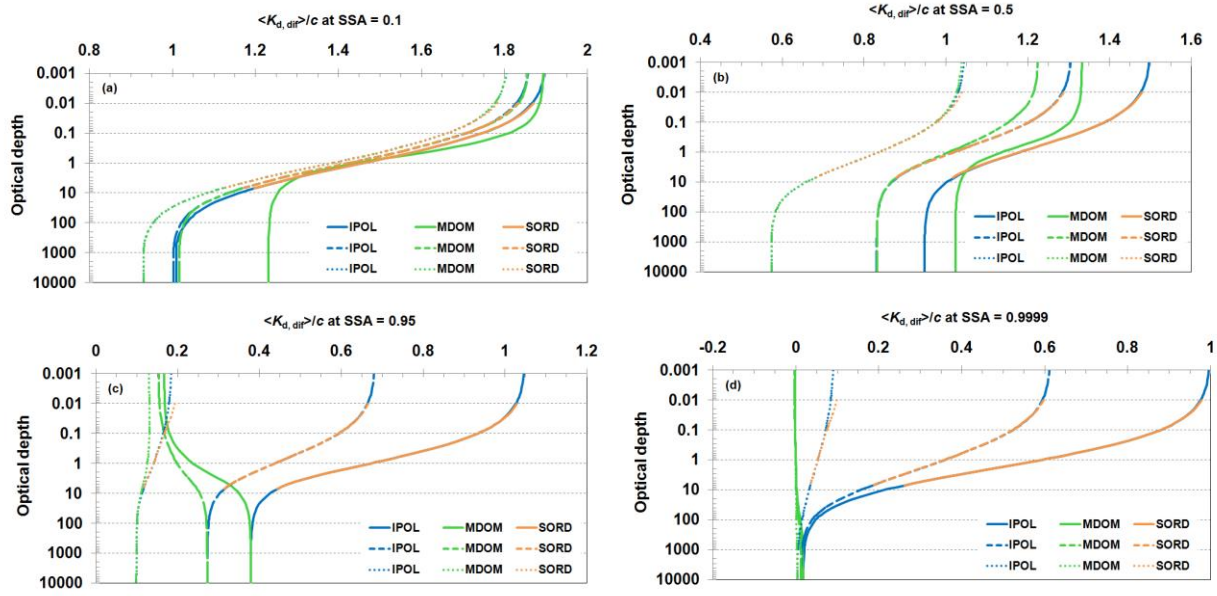 <K d, dif>/c at SSA = 0.1
0.8 1 1.2 1.4 1.6 1.8 2
0.001
0.01
0.1
1
10
100
1000
10000
Optical depth
(a)
IPOL MDOM SORD
IPOL MDOM SORD
IPOL MDOM SORD
<K d, dif>/c at SSA = 0.5
0.4 0.6 0.8 1 1.2 1.4 1.6
0.001
0.01
0.1
1
10
100
1000
10000
Optical depth
(b)
IPOL MDOM SORD
IPOL MDOM SORD
IPOL MDOM SORD
<K d, dif>/c at SSA = 0.95
0 0.2 0.4 0.6 0.8 1 1.2
0.001
0.01
0.1
1
10
100
1000
10000
Optical depth
(c)
IPOL MDOM SORD
IPOL MDOM SORD
IPOL MDOM SORD
<K d, dif>/c at SSA = 0.9999
-0.2 0 0.2 0.4 0.6 0.8 1
0.001
0.01
0.1
1
10
100
1000
10000
Optical depth
(d)
IPOL MDOM SORD
IPOL MDOM SORD
IPOL MDOM SORD